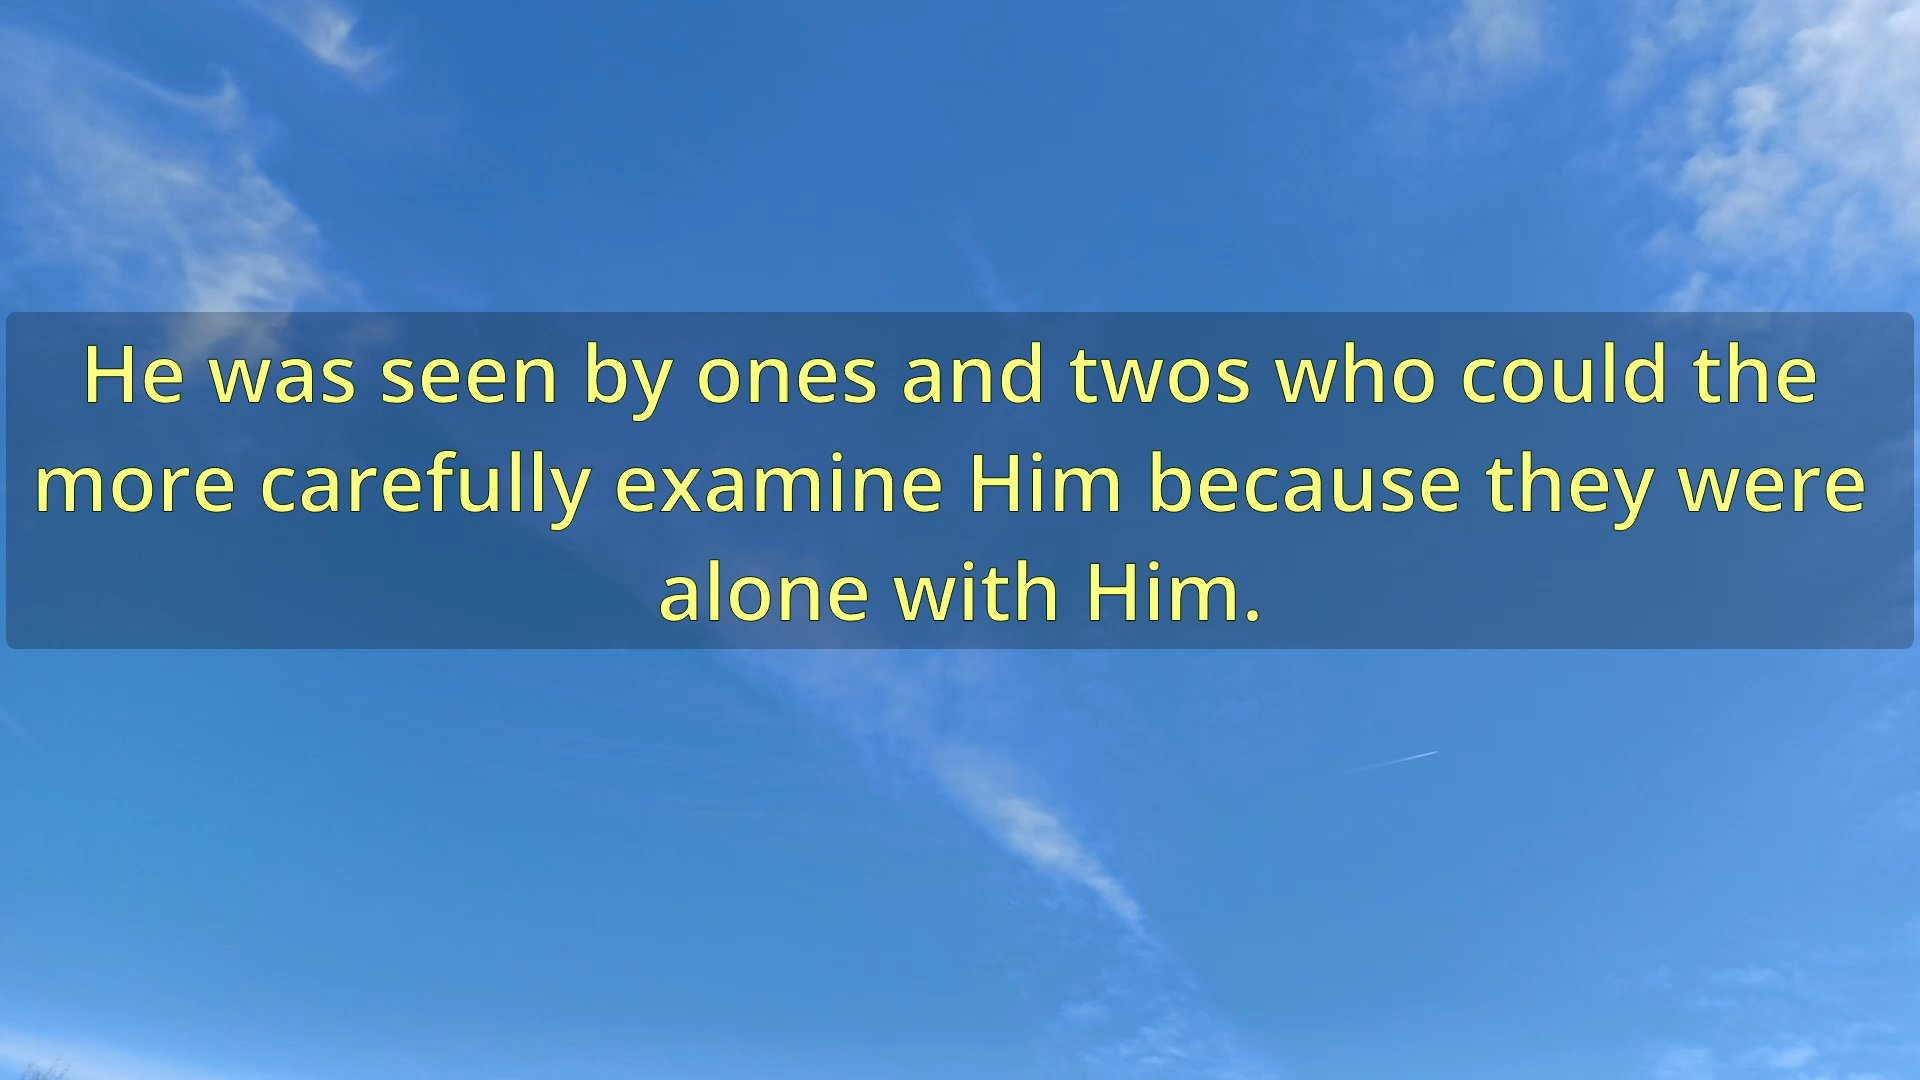 He was seen by ones and twos who could the
more carefully examine Him because they were
alone with Him.